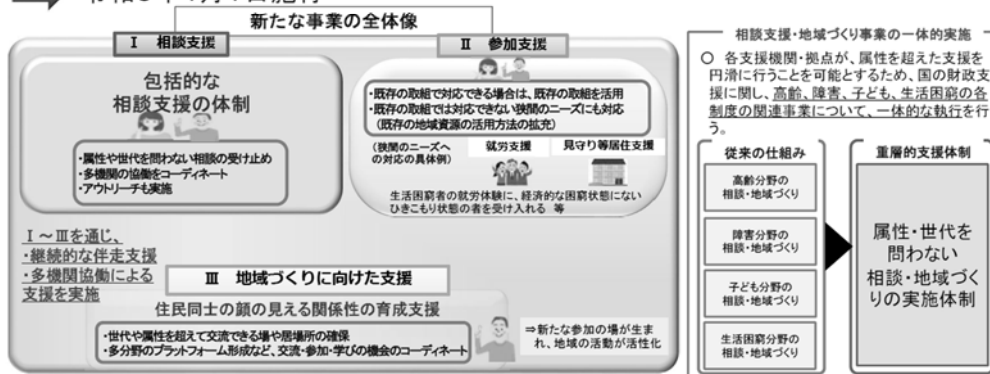 新たな事業の全体像
Ⅰ 相談支援
包括的な
相談支援の体制
・属性や世代を問わない相談の受け止め
・多機関の協働をコーディネート
・アウトリーチも実施
Ⅱ 参加支援
・既存の取組で対応できる場合は、既存の取組を活用
・既存の取組では対応できない狭間のニーズにも対応
(既存の地域資源の活用方法の拡充)
(狭間のニーズへ
の対応の具体例)
就労支援
見守り等居住支援
生活困窮者の就労体験に、経済的な困窮状態にない
ひきこもり状態の者を受け入れる 等
Ⅰ~Ⅲを通じ、
・継続的な伴走支援
・多機関協働による
支援を実施
Ⅲ 地域づくりに向けた支援
住民同士の顔の見える関係性の育成支援
・世代や属性を超えて交流できる場や居場所の確保
・多分野のプラットフォーム形成など、交流・参加・学びの機会のコーディネート
⇒新たな参加の場が生ま
れ、地域の活動が活性化
相談支援・地域づくり事業の一体的実施
○ 各支援機関・拠点が、属性を超えた支援を
円滑に行うことを可能とするため、国の財政支
援に関し、高齢、障害、子ども、生活困窮の各
制度の関連事業について、一体的な執行を行
う。
従来の仕組み
高齢分野の
相談・地域づくり
障害分野の
相談・地域づくり
子ども分野の
相談・地域づくり
生活困窮分野の
相談・地域づくり
重層的支援体制
属性・世代を
問わない
相談・地域づく
りの実施体制